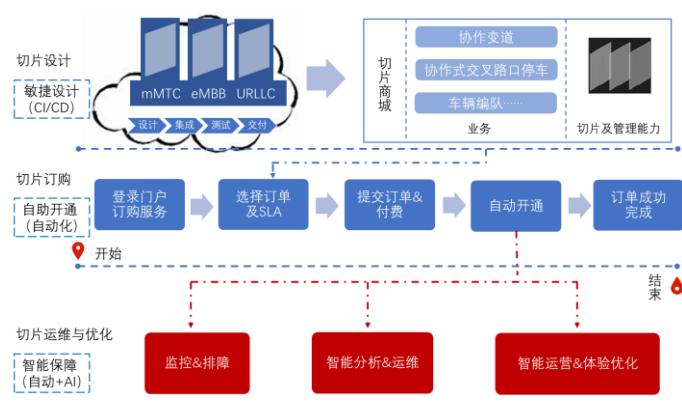 切片设计
敏捷设计
（CI/CD）
mMTC eMBB URLLC
设计 集成 测试 交付
切片商城
协作变道
协作式交叉路口停车
车辆编队……
业务
切片及管理能力
切片订购
自助开通
（自动化）
登录门户
订购服务
选择订单
及SLA
提交订单&
付费
自动开通
订单成功
完成
开始
结束
切片运维与优化
智能保障
（自动+AI）
监控&排障
智能分析&运维
智能运营&体验优化